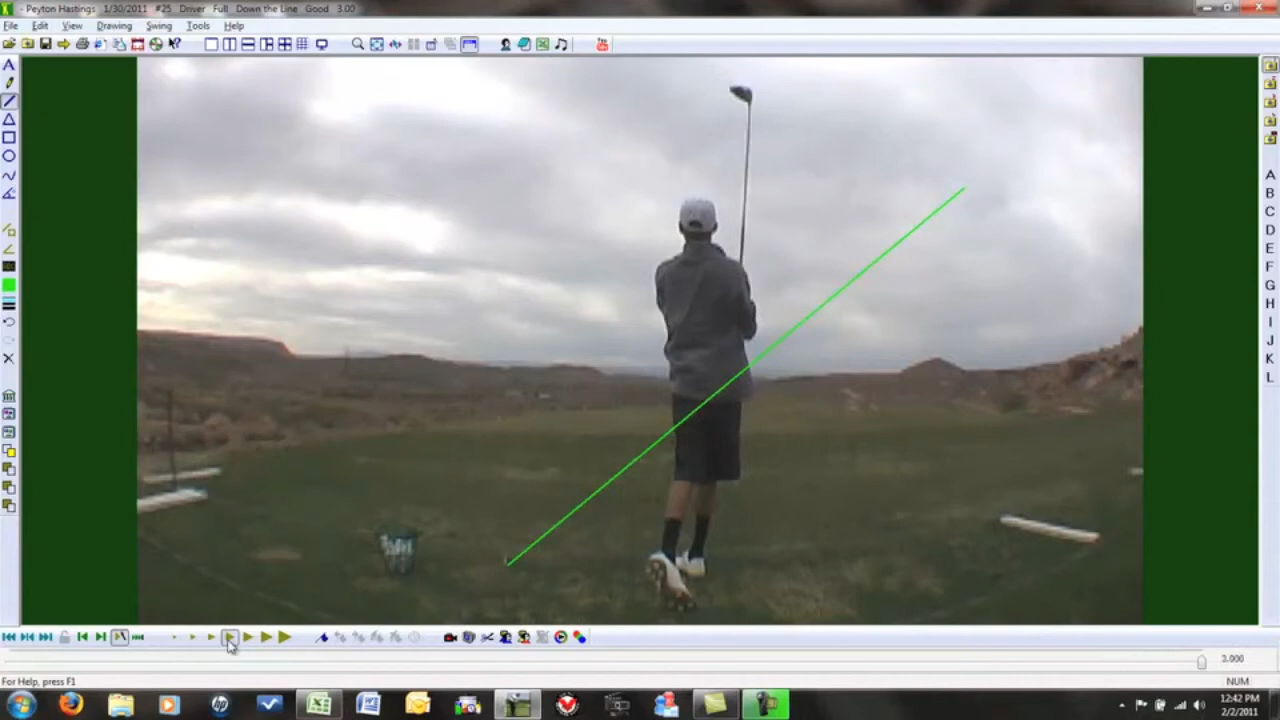 - Peyton Hastings 1/30/2011 #25 Driver Full Down the Line Good 3.00
File Edit View Drawing Swing Tools Help
A
A
B
C
D
E
F
G
H
I
J
K
L
3.000
For Help, press F1
NUM
12:42 PM
2/2/2011